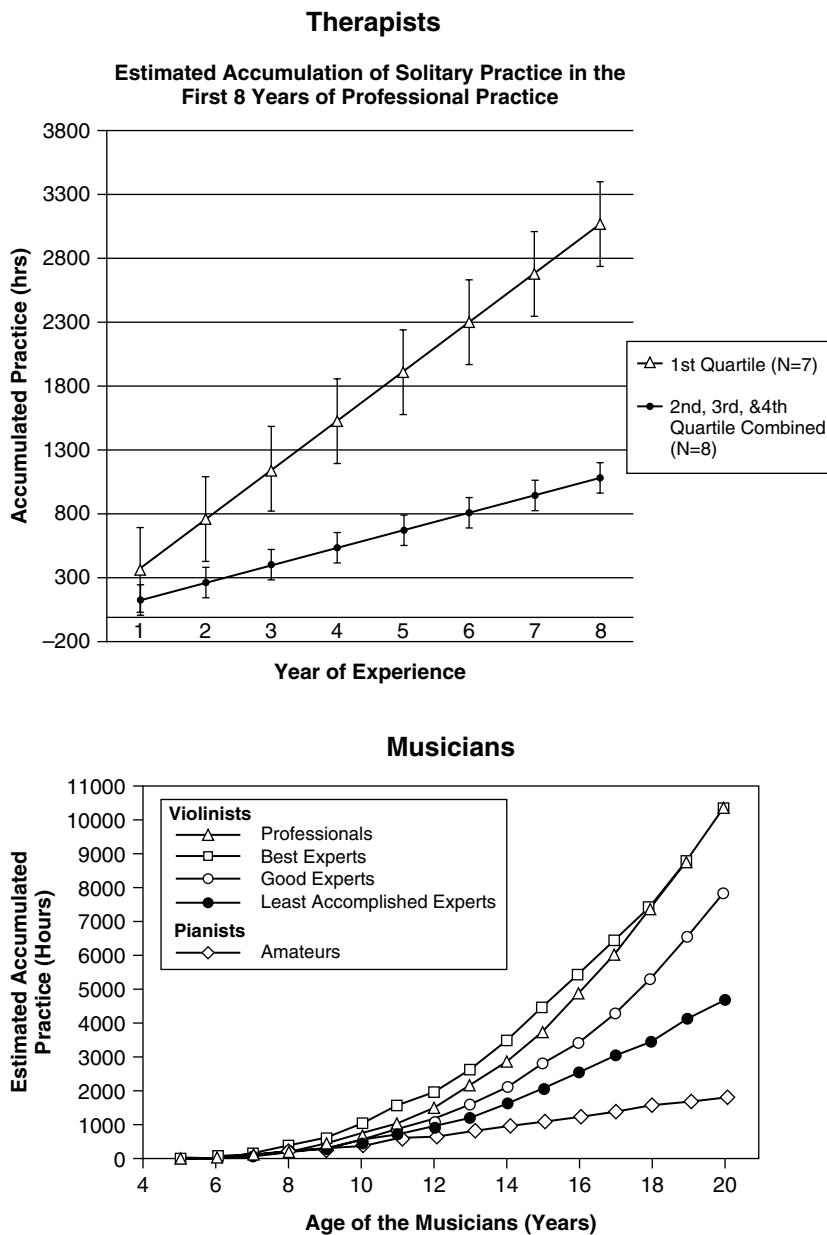 Therapists
Estimated Accumulation of Solitary Practice in the
First 8 Years of Professional Practice
Accumulated Practice (hrs)
3800
3300
2800
2300
1800
1300
800
300
–200
1 2 3 4 5 6 7 8
Year of Experience
1st Quartile (N=7)
2nd, 3rd, &4th
Quartile Combined
(N=8)
Musicians
Estimated Accumulated
Practice (Hours)
11000
10000
9000
8000
7000
6000
5000
4000
3000
2000
1000
0
Violinists
Professionals
Best Experts
Good Experts
Least Accomplished Experts
Pianists
Amateurs
4 6 8 10 12 14 16 18 20
Age of the Musicians (Years)